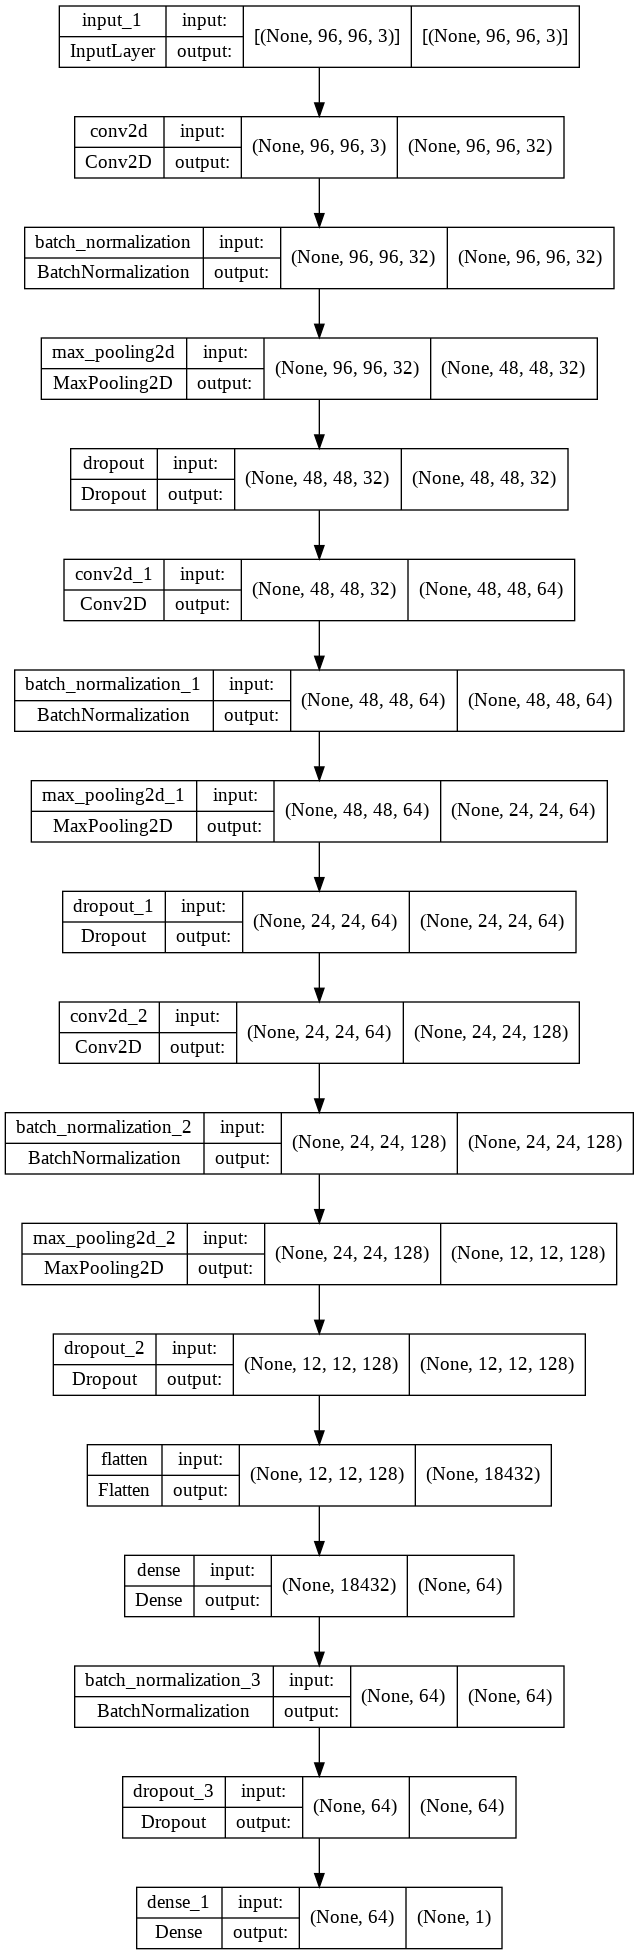 input_1 input: [(None, 96, 96, 3)] [(None, 96, 96, 3)]
InputLayer output:
conv2d input: (None, 96, 96, 3) (None, 96, 96, 32)
Conv2D output:
batch_normalization input: (None, 96, 96, 32) (None, 96, 96, 32)
BatchNormalization output:
max_pooling2d input: (None, 96, 96, 32) (None, 48, 48, 32)
MaxPooling2D output:
dropout input: (None, 48, 48, 32) (None, 48, 48, 32)
Dropout output:
conv2d_1 input: (None, 48, 48, 32) (None, 48, 48, 64)
Conv2D output:
batch_normalization_1 input: (None, 48, 48, 64) (None, 48, 48, 64)
BatchNormalization output:
max_pooling2d_1 input: (None, 48, 48, 64) (None, 24, 24, 64)
MaxPooling2D output:
dropout_1 input: (None, 24, 24, 64) (None, 24, 24, 64)
Dropout output:
conv2d_2 input: (None, 24, 24, 64) (None, 24, 24, 128)
Conv2D output:
batch_normalization_2 input: (None, 24, 24, 128) (None, 24, 24, 128)
BatchNormalization output:
max_pooling2d_2 input: (None, 24, 24, 128) (None, 12, 12, 128)
MaxPooling2D output:
dropout_2 input: (None, 12, 12, 128) (None, 12, 12, 128)
Dropout output:
flatten input: (None, 12, 12, 128) (None, 18432)
Flatten output:
dense input: (None, 18432) (None, 64)
Dense output:
batch_normalization_3 input: (None, 64) (None, 64)
BatchNormalization output:
dropout_3 input: (None, 64) (None, 64)
Dropout output:
dense_1 input: (None, 64) (None, 1)
Dense output: